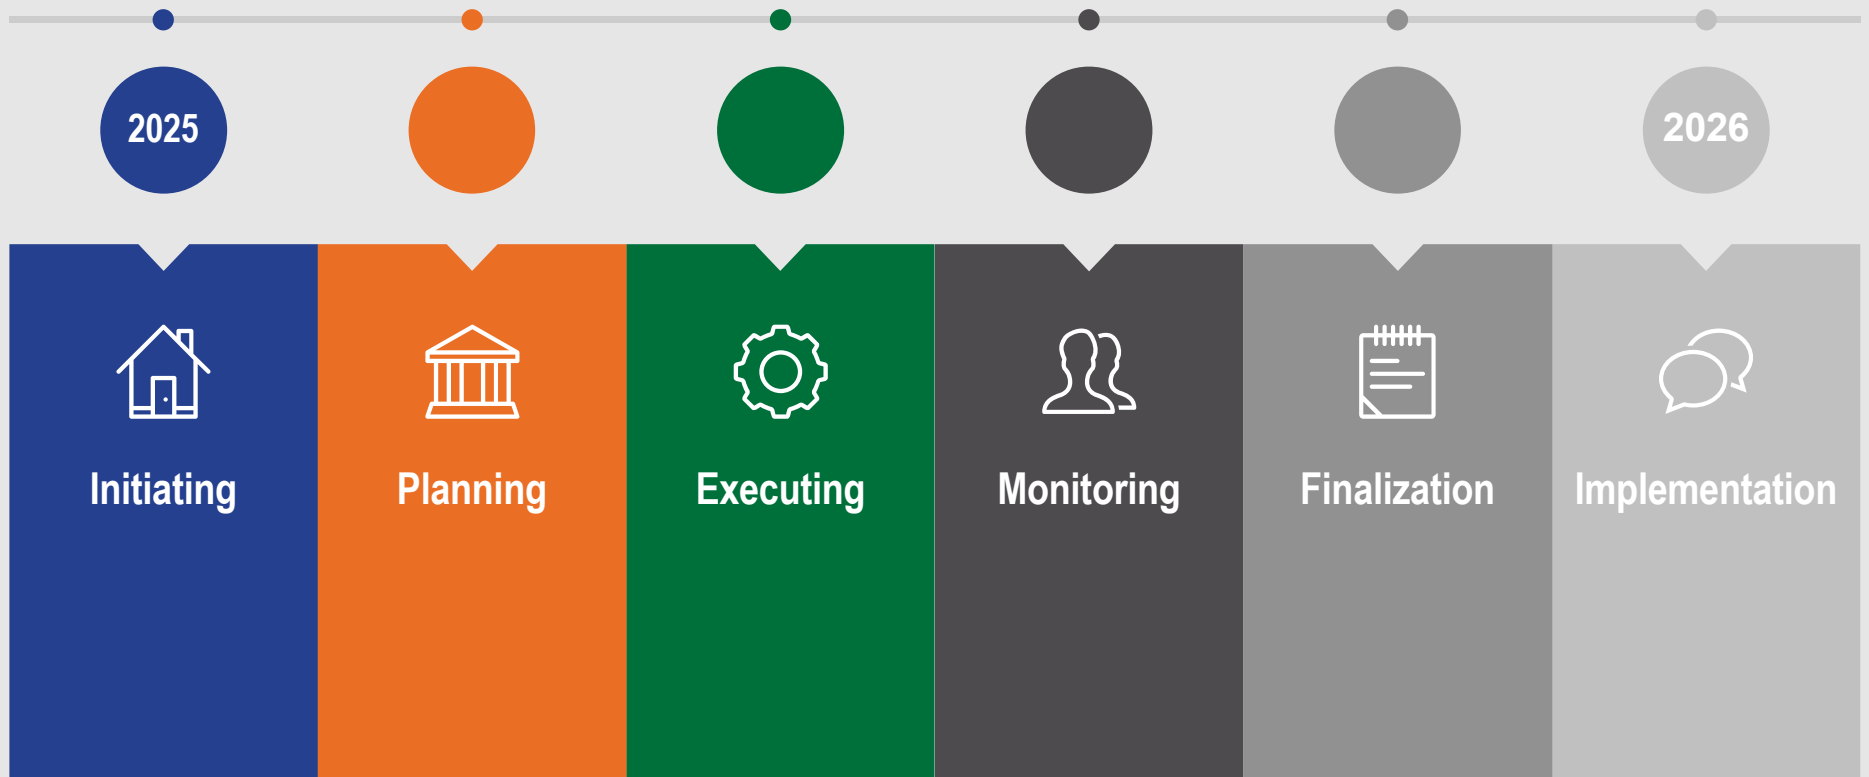 2025
2026
Initiating
Planning
Executing
Monitoring
Finalization
Implementation